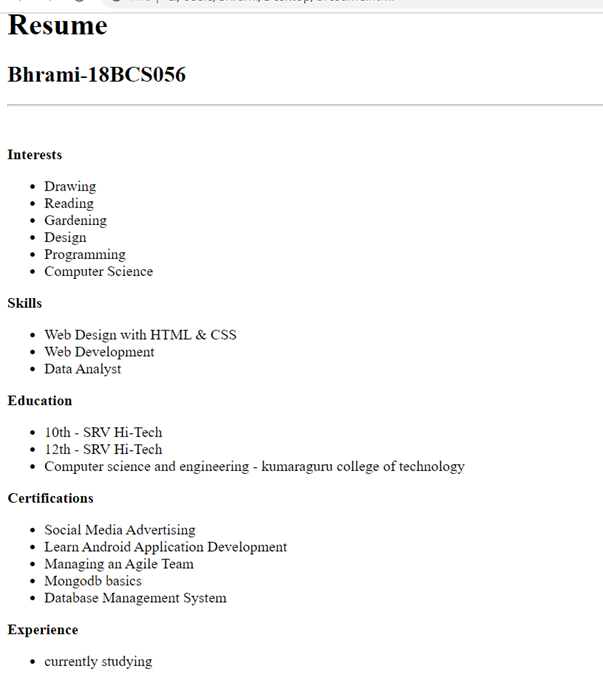 Resume
Bhrami-18BCS056
Interests
Drawing
Reading
Gardening
Design
Programming
Computer Science
Skills
Web Design with HTML & CSS
Web Development
Data Analyst
Education
10th - SRV Hi-Tech
12th - SRV Hi-Tech
Computer science and engineering - kumaraguru college of technology
Certifications
Social Media Advertising
Learn Android Application Development
Managing an Agile Team
Mongodb basics
Database Management System
Experience
currently studying